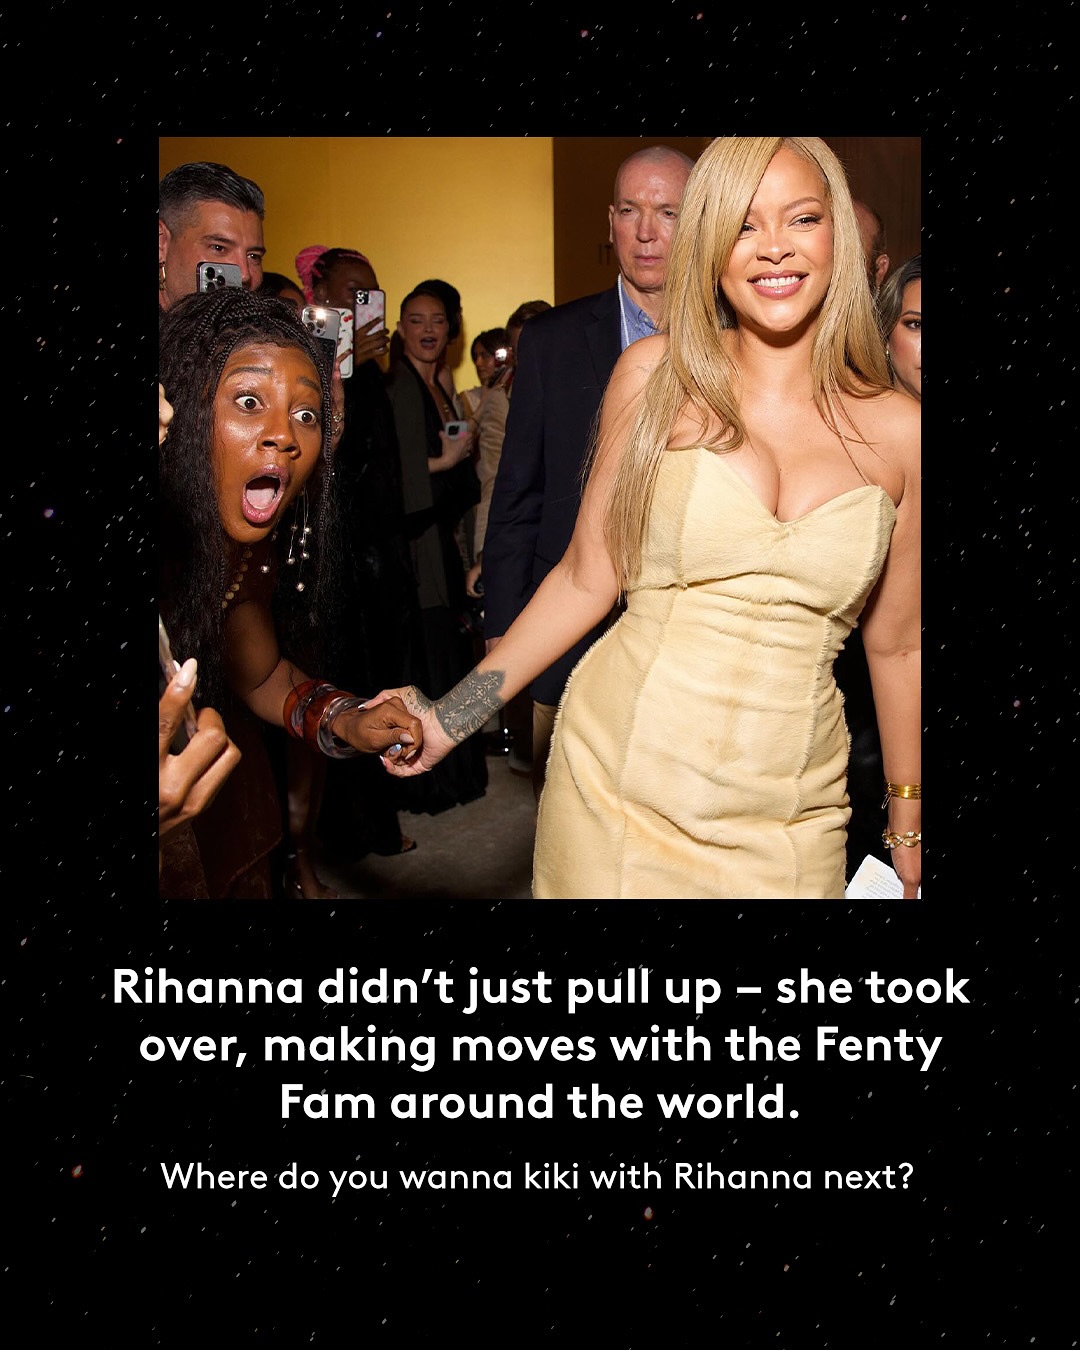 Rihanna didn’t just pull up – she took
over, making moves with the Fenty
Fam around the world.
Where do you wanna kiki with Rihanna next?